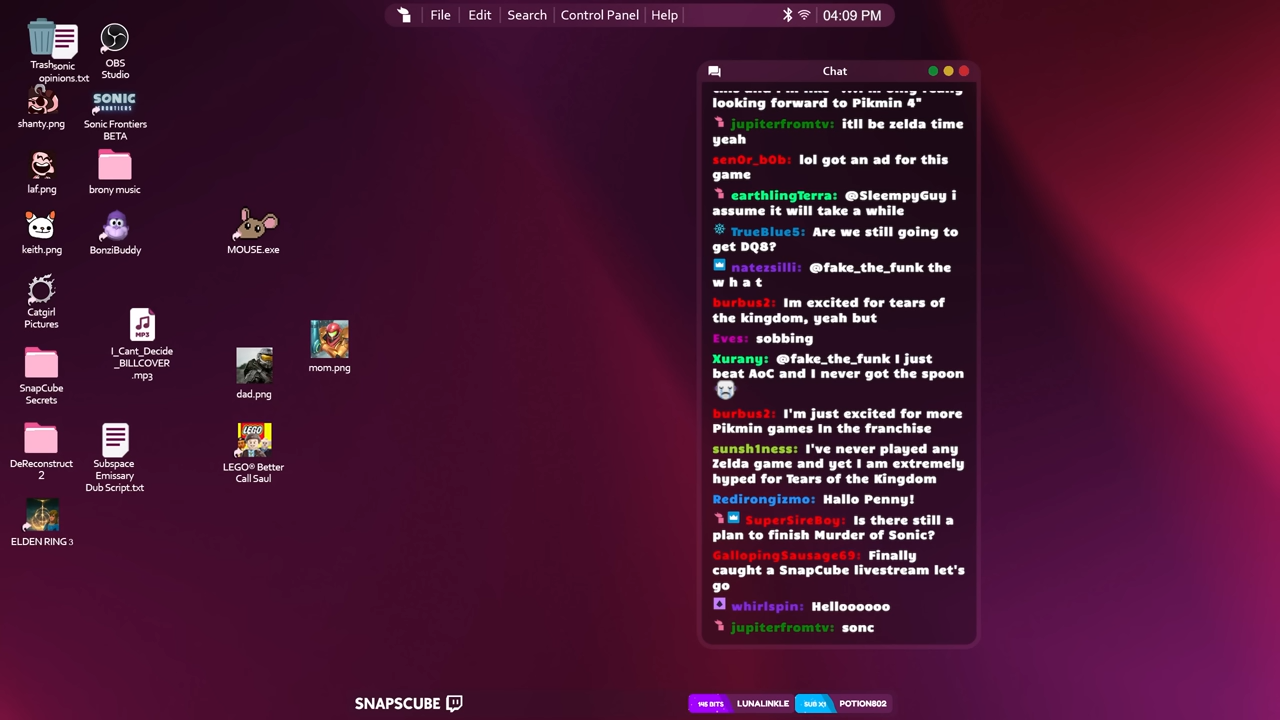 File Edit Search Control Panel Help 04:09 PM
Trash
sonic
opinions.txt
OBS
Studio
shanty.png
SONIC
FRONTIERS
Sonic Frontiers
BETA
laf.png
brony music
keith.png
BonziBuddy
MOUSE.exe
Catgirl
Pictures
MP3
I_Cant_Decide
_BILLCOVER
.mp3
dad.png
mom.png
SnapCube
Secrets
DeReconstruct
2
Subspace
Emissary
Dub Script.txt
LEGO
LEGO® Better
Call Saul
ELDEN RING 3
Chat
looking forward to Pikmin 4"
jupiterfromtv: itll be zelda time
yeah
sen0r_b0b: lol got an ad for this
game
earthlingTerra: @SleempyGuy i
assume it will take a while
TrueBlue5: Are we still going to
get DQ8?
natezsilli: @fake_the_funk the
w h a t
burbus2: Im excited for tears of
the kingdom, yeah but
Eves: sobbing
Xurany: @fake_the_funk I just
beat AoC and I never got the spoon
burbus2: I'm just excited for more
Pikmin games In the franchise
sunsh1ness: I've never played any
Zelda game and yet I am extremely
hyped for Tears of the Kingdom
Redirongizmo: Hallo Penny!
SuperSireBoy: Is there still a
plan to finish Murder of Sonic?
GallopingSausage69: Finally
caught a SnapCube livestream let's
go
whirlspin: Helloooooo
jupiterfromtv: sonc
SNAPSCUBE
145 BITS LUNALINKLE SUB X3 POTION802